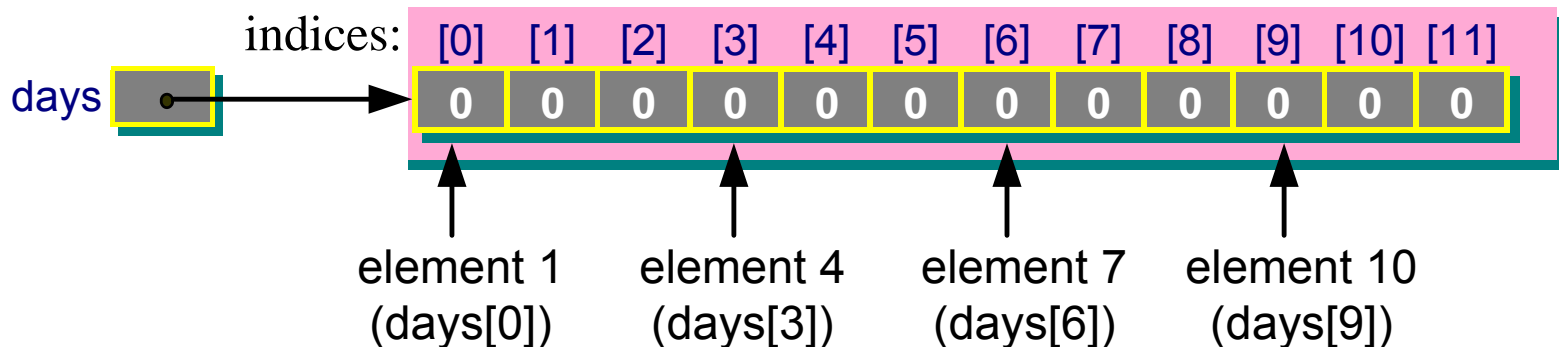 indices: [0] [1] [2] [3] [4] [5] [6] [7] [8] [9] [10] [11]
days 0 0 0 0 0 0 0 0 0 0 0 0
element 1 element 4 element 7 element 10
(days[0]) (days[3]) (days[6]) (days[9])